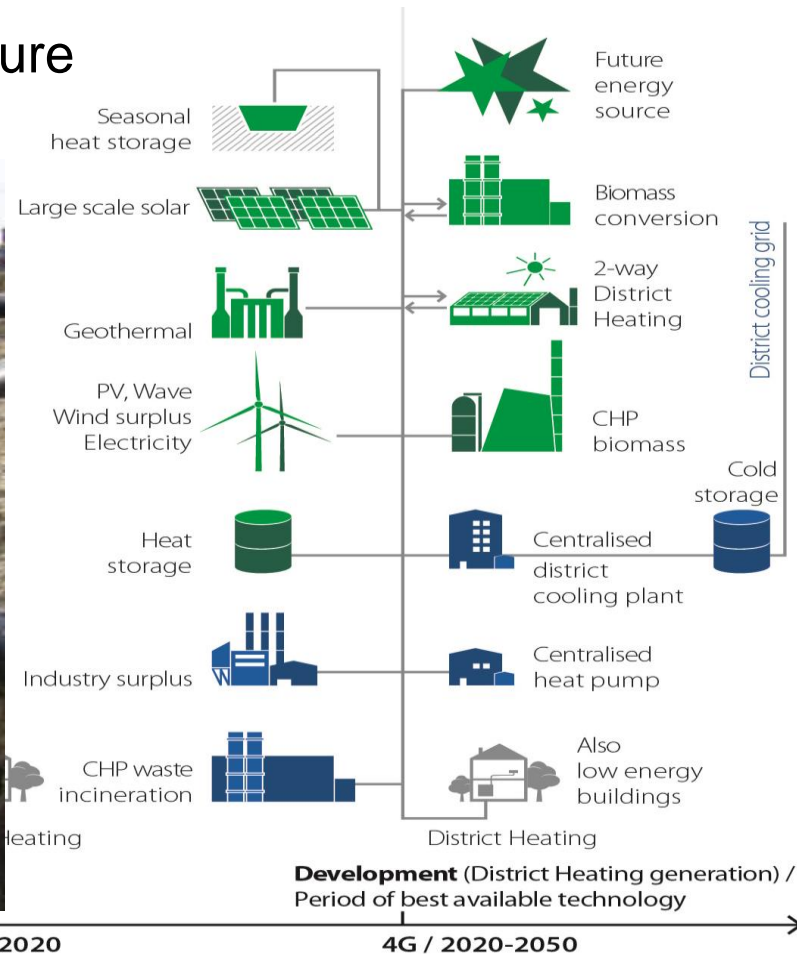 ure
Seasonal
heat storage
Large scale solar
Geothermal
PV, Wave
Wind surplus
Electricity
Heat
storage
Industry surplus
CHP waste
incineration
Heating
Future
energy
source
Biomass
conversion
2-way
District
Heating
CHP
biomass
Centralised
district
cooling plant
Centralised
heat pump
Also
low energy
buildings
District Heating
District cooling grid
Cold
storage
Development (District Heating generation) /
Period of best available technology
2020
4G / 2020-2050